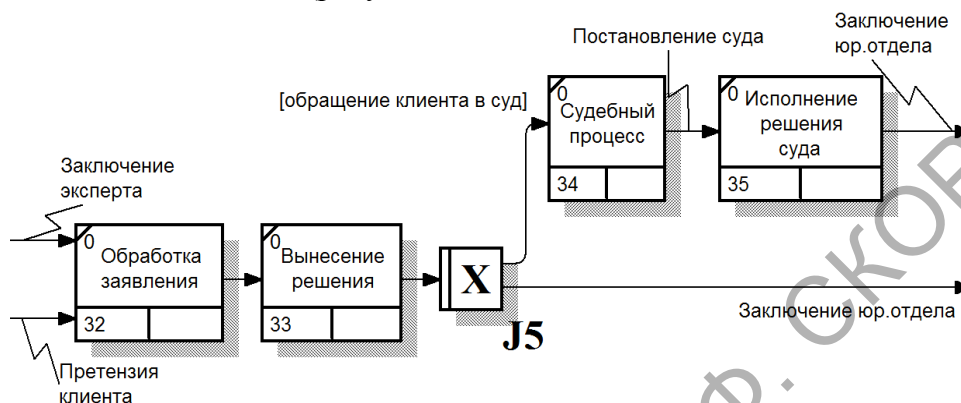 Заключение
юр.отдела
Постановление суда
[обращение клиента в суд]
0
Судебный
процесс
34
0
Исполнение
решения
суда
35
Заключение
эксперта
0
Обработка
заявления
32
0
Вынесение
решения
33
X
J5
Заключение юр.отдела
Претензия
клиента
Ф. СКОР